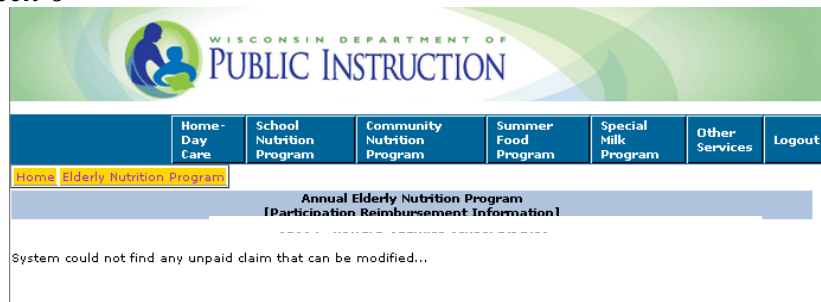 WISCONSIN DEPARTMENT OF
PUBLIC INSTRUCTION
Home-Day Care
School Nutrition Program
Community Nutrition Program
Summer Food Program
Special Milk Program
Other Services
Logout
Home Elderly Nutrition Program
Annual Elderly Nutrition Program
[Participation Reimbursement Information]
System could not find any unpaid claim that can be modified...